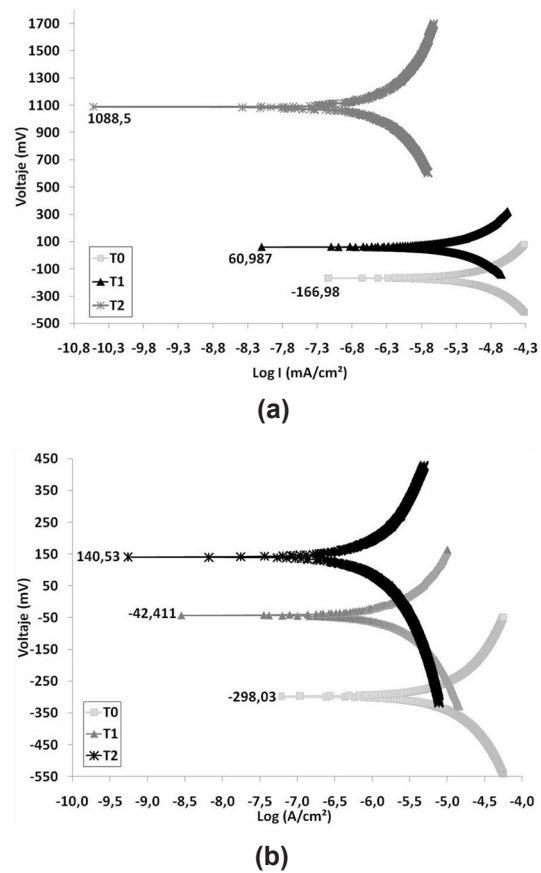 1700
1500
1300
1100
900
700
500
300
100
-100
-300
-500
Voltaje (mV)
1088,5
60,987
-166,98
T0
T1
T2
-10,8 -10,3 -9,8 -9,3 -8,8 -8,3 -7,8 -7,3 -6,8 -6,3 -5,8 -5,3 -4,8 -4,3
Log I (mA/cm²)
(a)
450
350
250
150
50
-50
-150
-250
-350
-450
-550
Voltaje (mV)
140,53
-42,411
-298,03
T0
T1
T2
-10,0 -9,5 -9,0 -8,5 -8,0 -7,5 -7,0 -6,5 -6,0 -5,5 -5,0 -4,5 -4,0
Log (A/cm²)
(b)